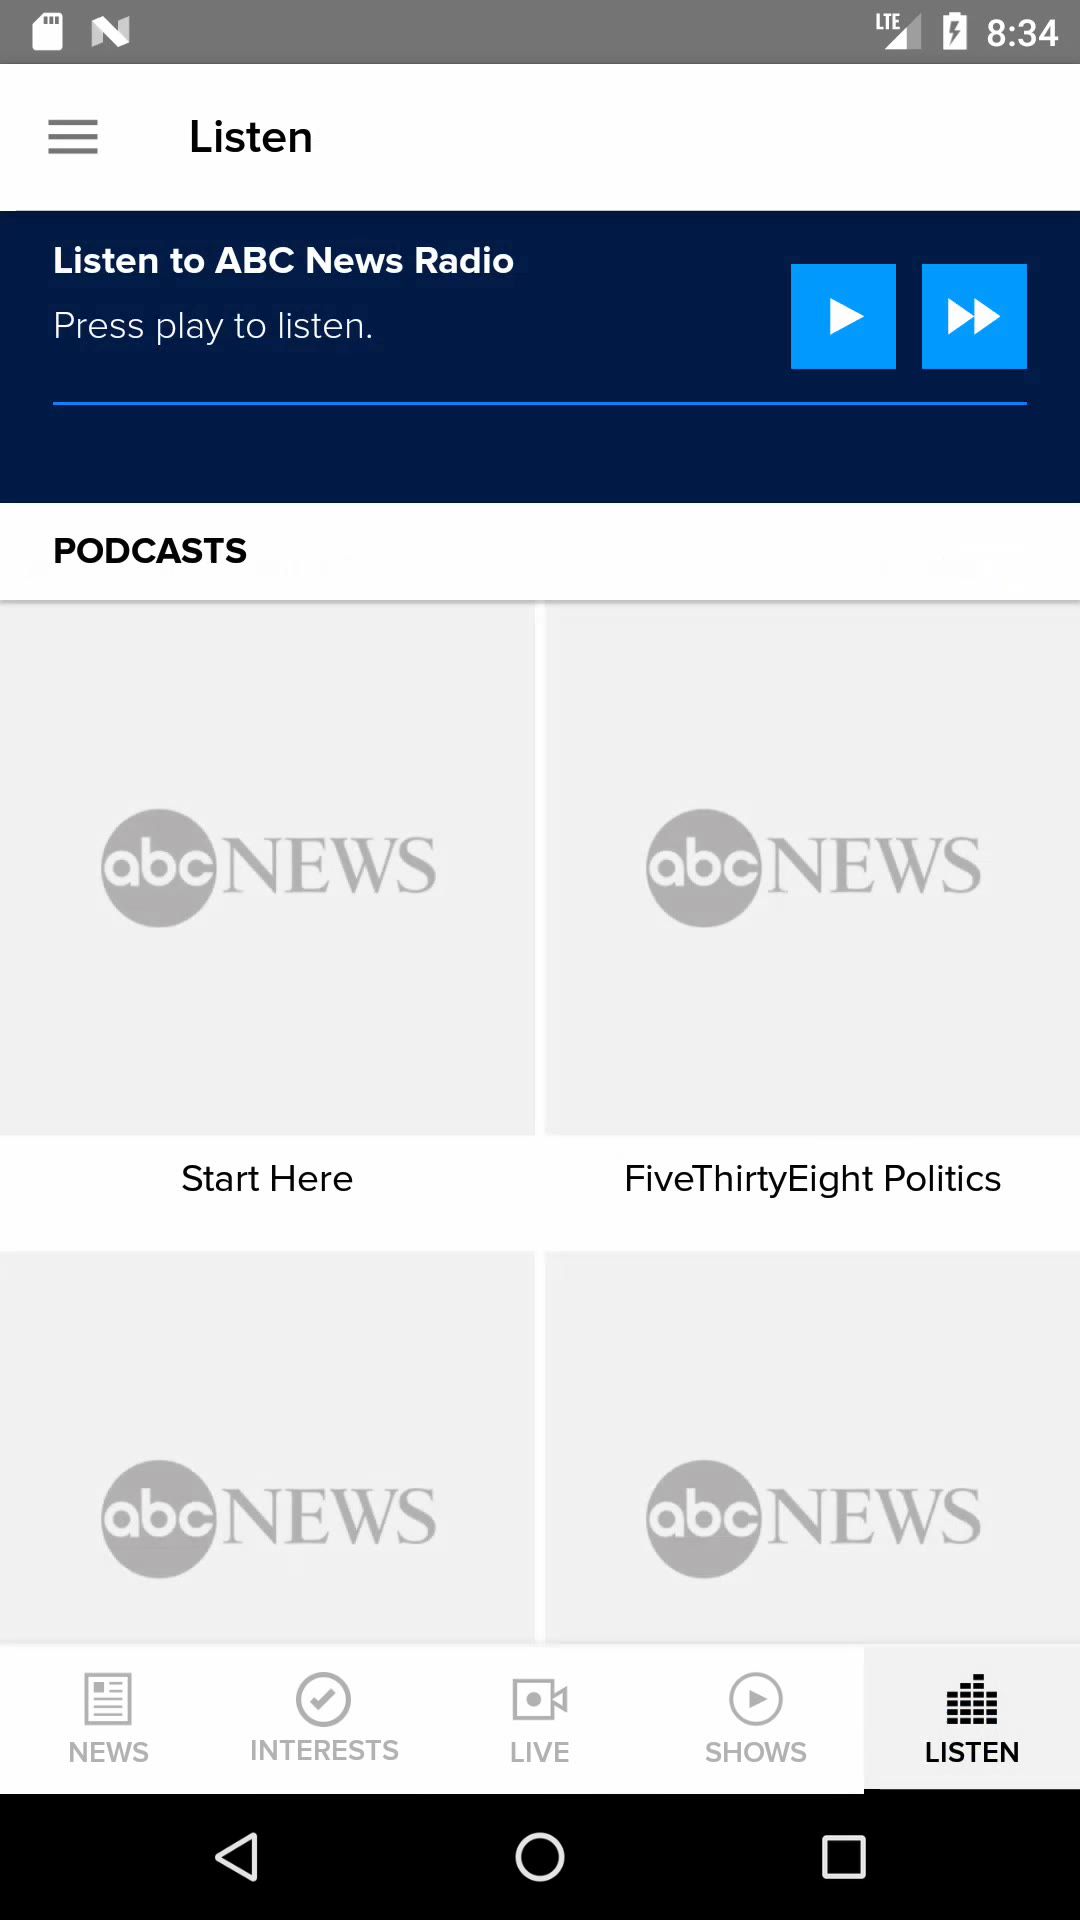 LTE 8:34
Listen
Listen to ABC News Radio
Press play to listen.
PODCASTS
abc NEWS abc NEWS
Start Here FiveThirtyEight Politics
abc NEWS abc NEWS
NEWS INTERESTS LIVE SHOWS LISTEN